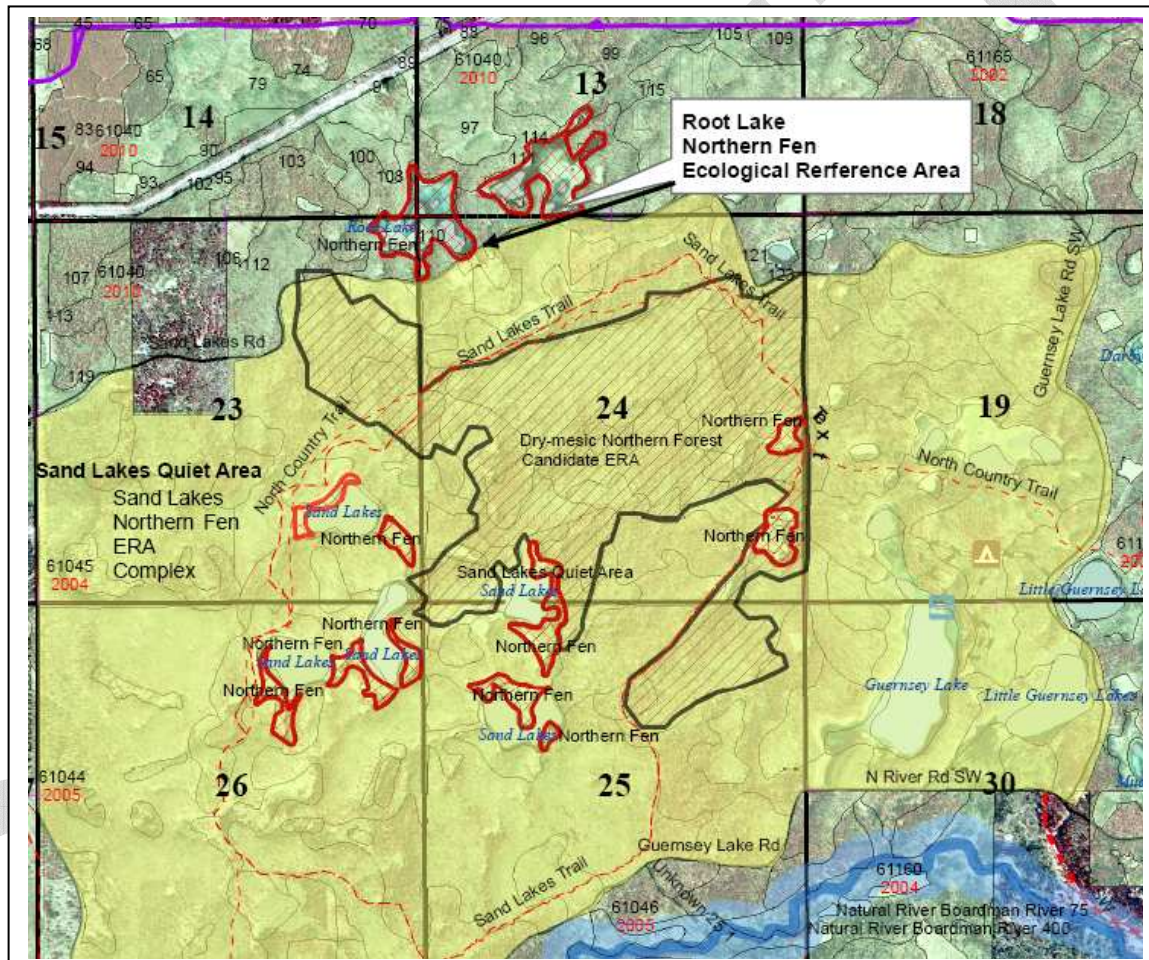 45
65
70
75
88
96
105
109
68
61040
2010
99
61165
2002
65
79
74
89
91
13
115
15
14
97
114
18
83 61040
2010
90
100
Root Lake
Northern Fen
Ecological Rerference Area
94
93
102
95
103
108
Root Lake
Northern Fen
110
106
112
107
61040
2010
113
121
123
Sand Lakes Trail
Sand Lakes Trail
Guernsey Lake Rd SW
Sand Lakes Rd
119
23
24
19
Northern Fen
Text
Dry-mesic Northern Forest
Candidate ERA
North Country Trail
North Country Trail
Sand Lakes Quiet Area
Sand Lakes
Northern Fen
ERA
Complex
Sand Lakes
Northern Fen
Northern Fen
61045
2004
Sand Lakes Quiet Area
Sand Lakes
Little Guernsey La
Northern Fen
Northern Fen
Northern Fen
Sand Lakes
Sand Lakes
Northern Fen
Northern Fen
Guernsey Lake
Little Guernsey Lakes
Sand Lakes
Northern Fen
61044
2005
26
25
N River Rd SW
30
Guernsey Lake Rd
61160
2004
Sand Lakes Trail
61046
2005
Natural River Boardman River 75
Natural River Boardman River 400